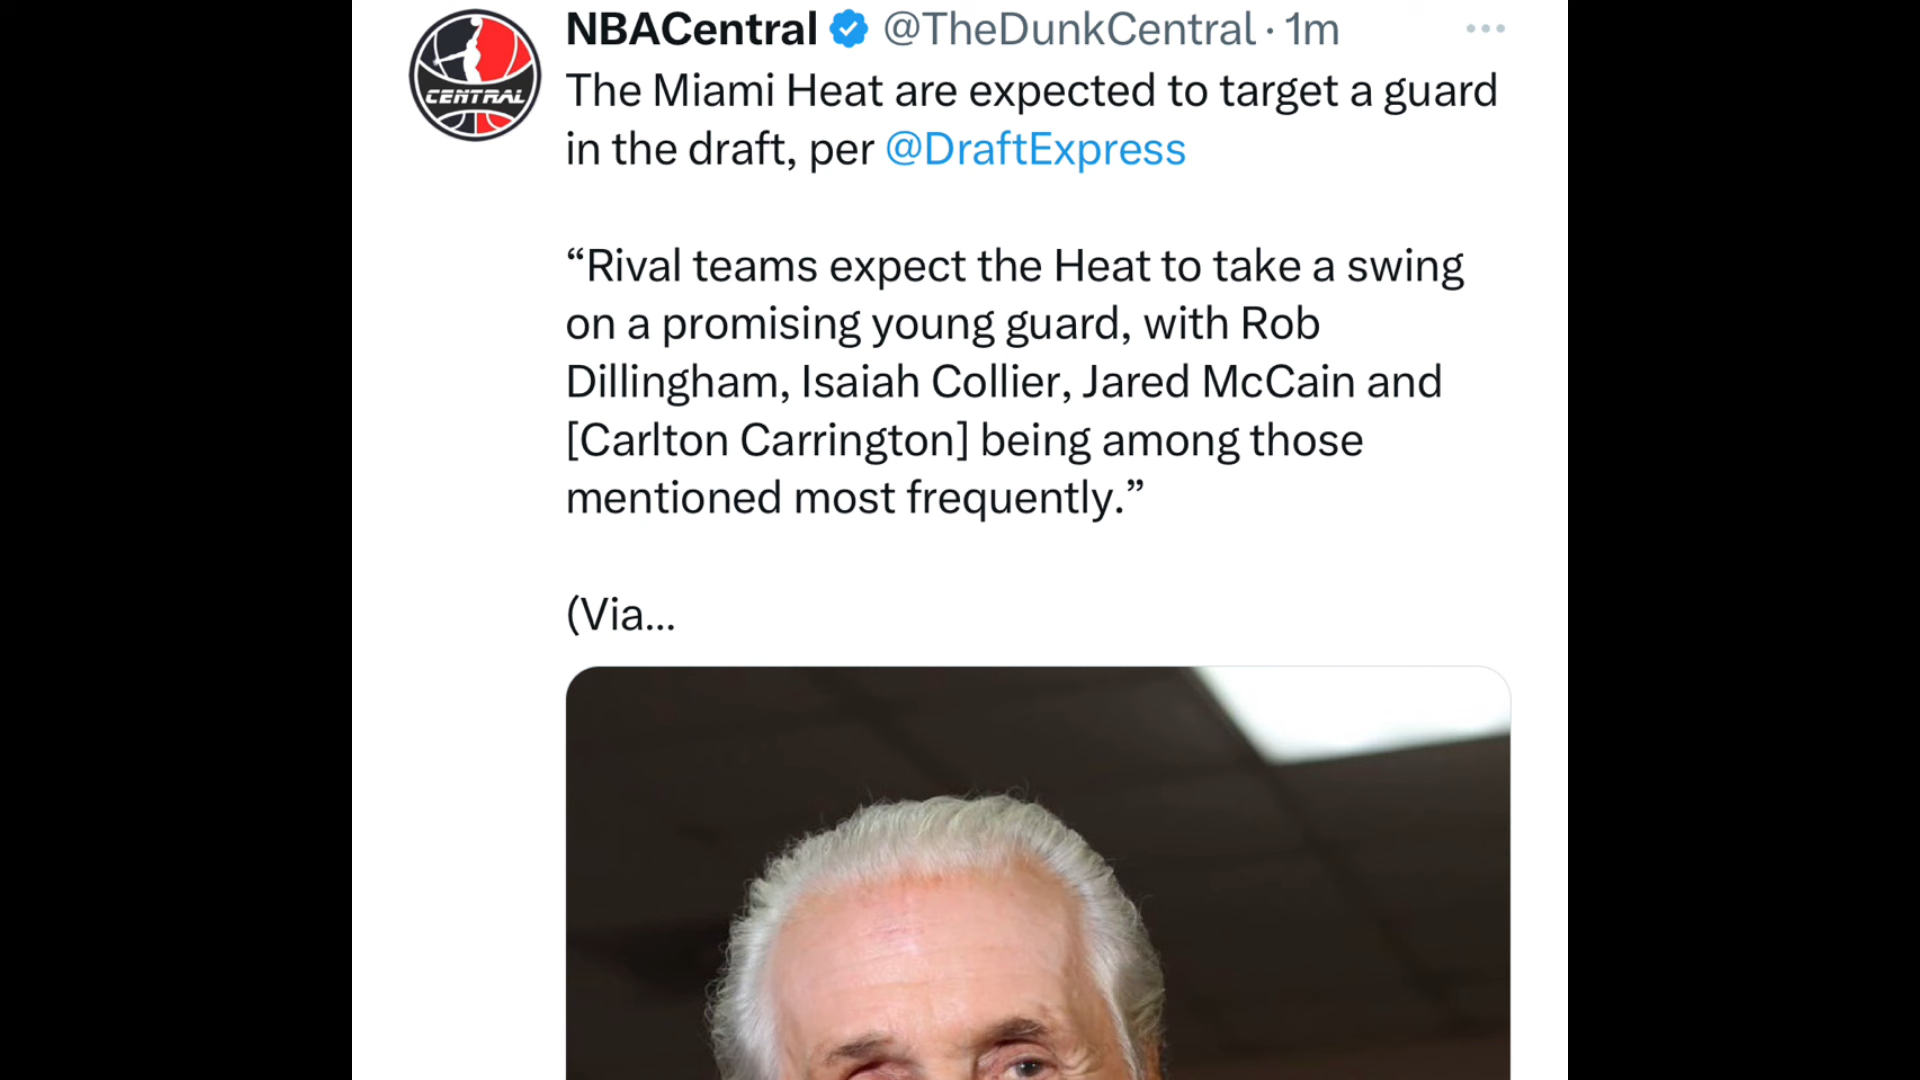 NBACentral @TheDunkCentral · 1m
CENTRAL
The Miami Heat are expected to target a guard
in the draft, per @DraftExpress
“Rival teams expect the Heat to take a swing
on a promising young guard, with Rob
Dillingham, Isaiah Collier, Jared McCain and
[Carlton Carrington] being among those
mentioned most frequently.”
(Via...